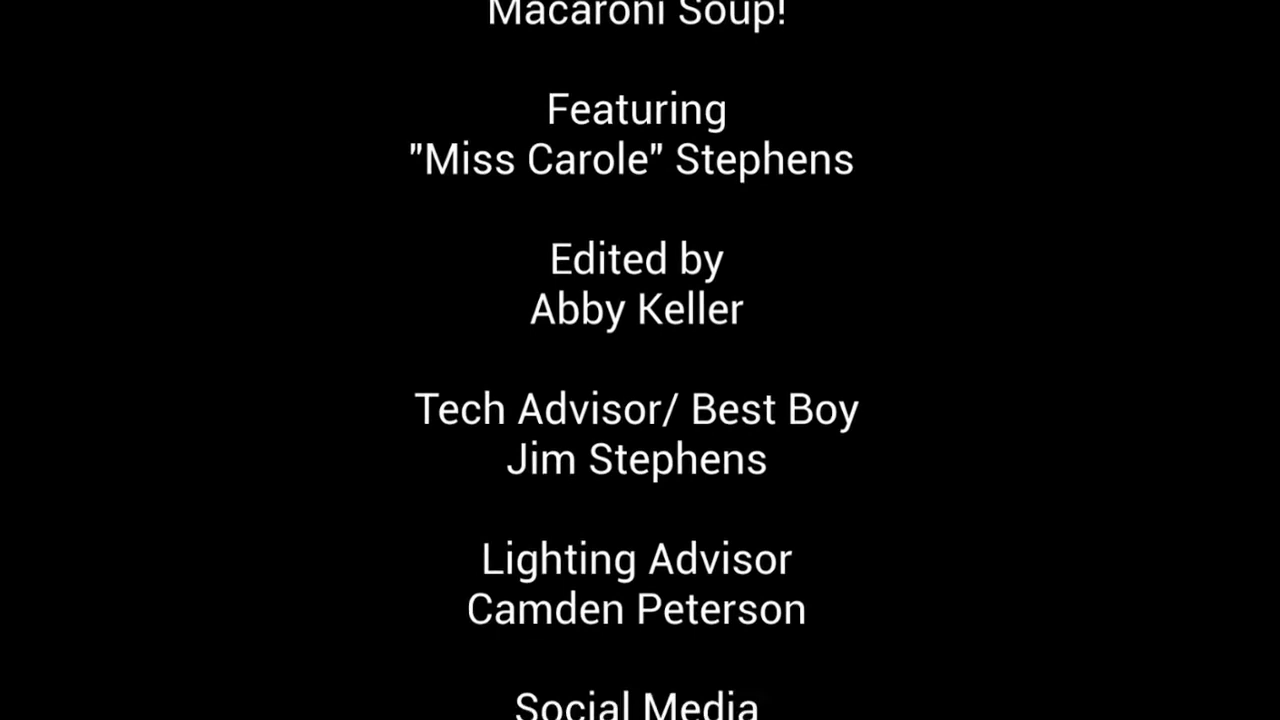 Macaroni Soup!
Featuring
"Miss Carole" Stephens
Edited by
Abby Keller
Tech Advisor/ Best Boy
Jim Stephens
Lighting Advisor
Camden Peterson
Social Media